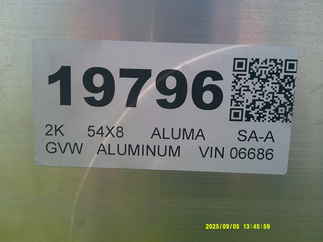 19796
2K 54X8 ALUMA SA-A
GVW ALUMINUM VIN 06686
2025/09/05 13:45:59